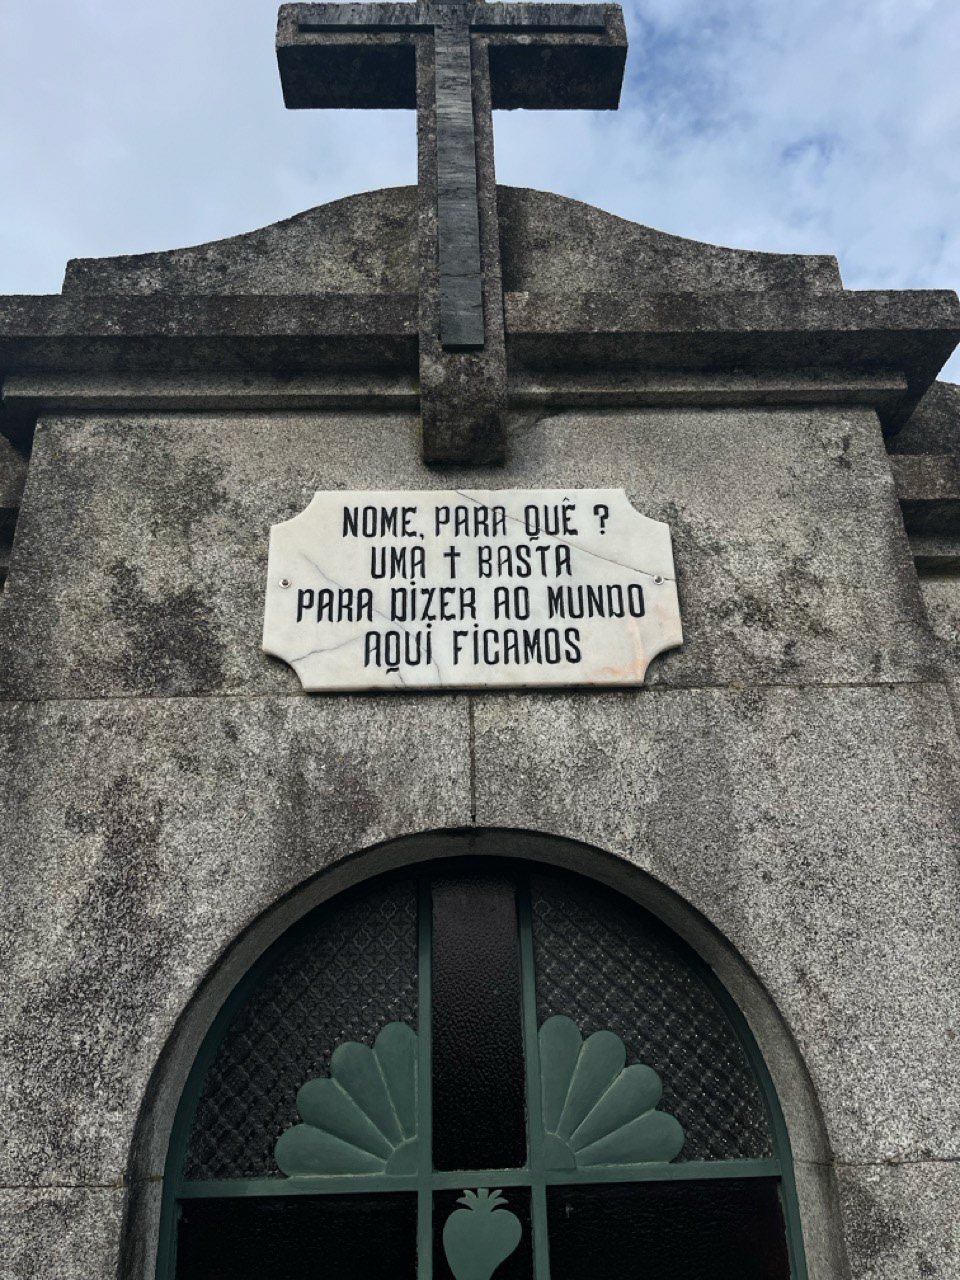 NOME, PARA QUÊ ?
UMA ✝ BASTA
PARA DIZER AO MUNDO
AQUI FICAMOS